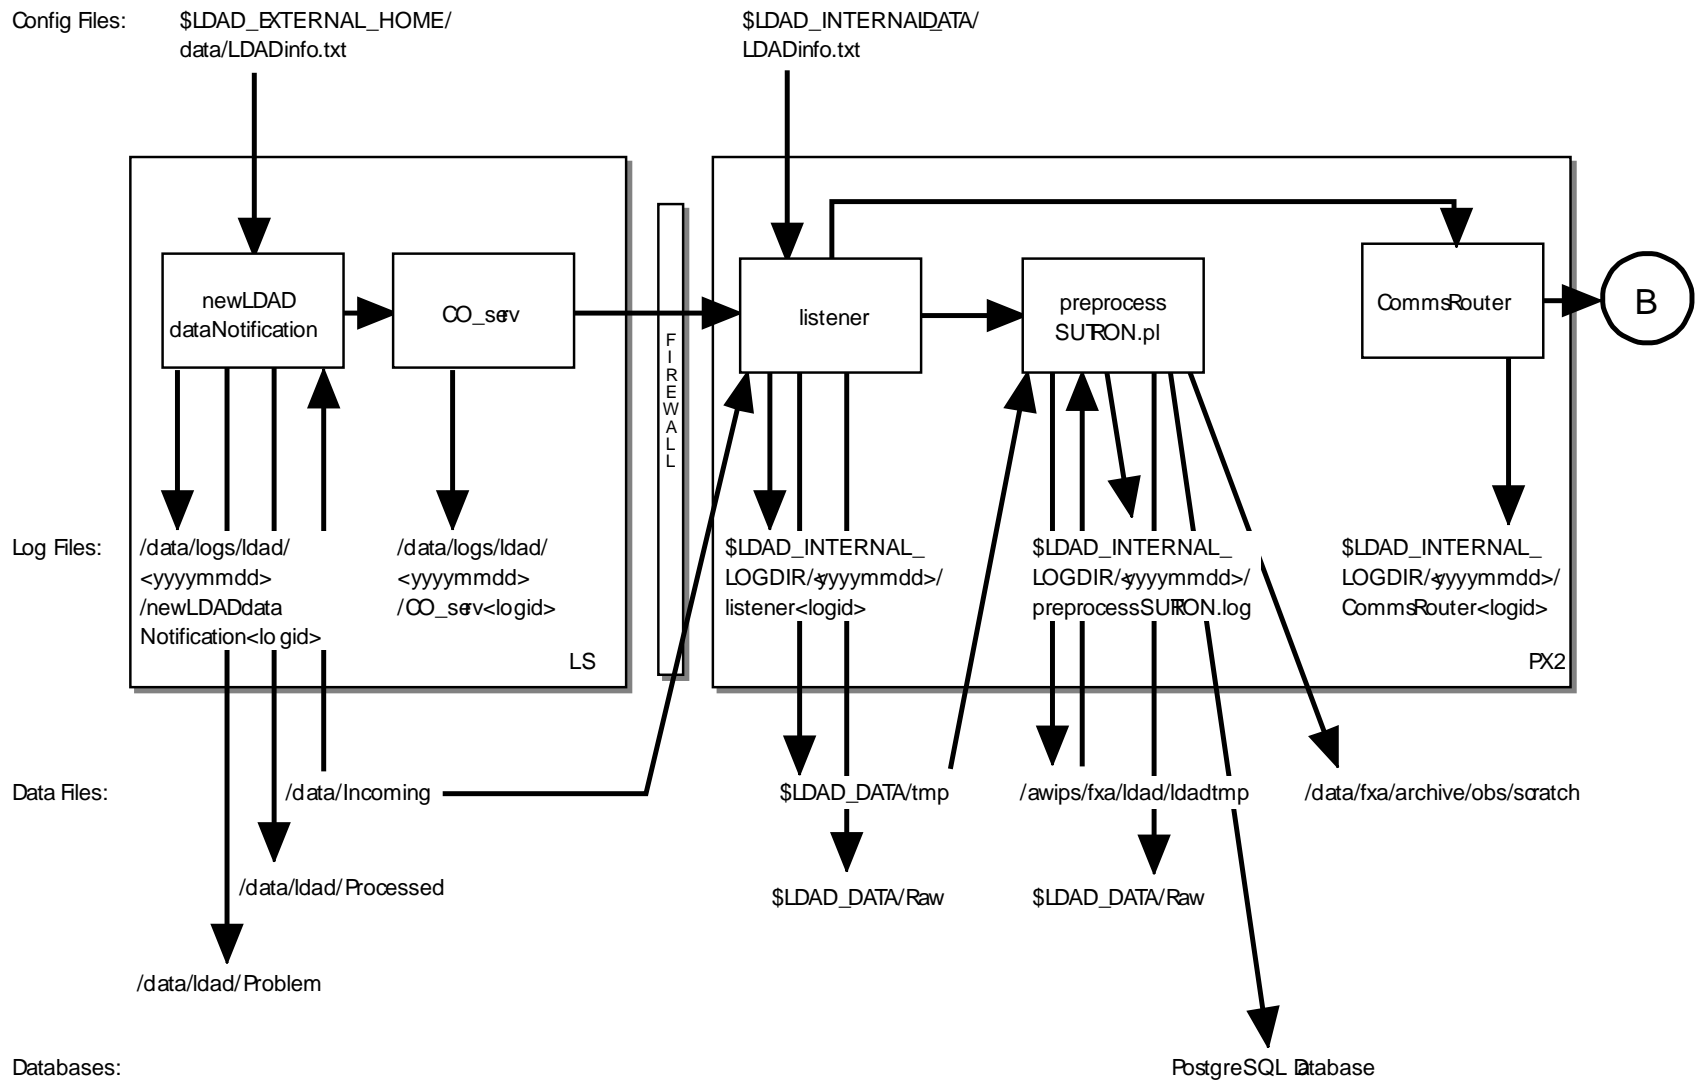 Config Files:
$LDAD_EXTERNAL_HOME/
data/LDADinfo.txt
$LDAD_INTERNALDATA/
LDADinfo.txt
newLDAD
dataNotification
CO_serv
FIREWALL
listener
preprocess
SUTRON.pl
CommsRouter
B
Log Files:
/data/logs/ldad/
<yyyymmdd>
/newLDADdata
Notification<logid>
/data/logs/ldad/
<yyyymmdd>
/CO_serv<logid>
LS
$LDAD_INTERNAL_
LOGDIR/<yyyymmdd>/
listener<logid>
$LDAD_INTERNAL_
LOGDIR/<yyyymmdd>/
preprocessSUTRON.log
$LDAD_INTERNAL_
LOGDIR/<yyyymmdd>/
CommsRouter<logid>
PX2
Data Files:
/data/Incoming
$LDAD_DATA/tmp
/awips/fxa/ldad/ldadtmp
/data/fxa/archive/obs/scratch
/data/ldad/Processed
$LDAD_DATA/Raw
$LDAD_DATA/Raw
/data/ldad/Problem
Databases:
PostgreSQL Database